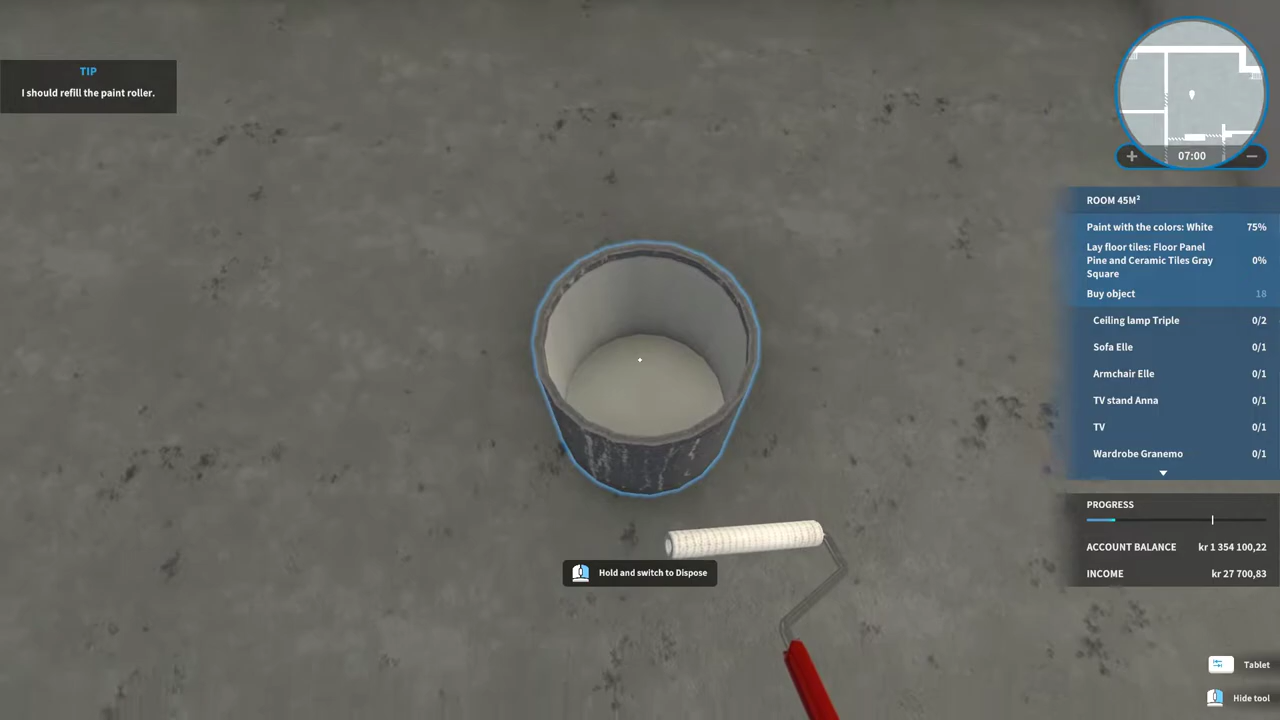 TIP
I should refill the paint roller.
07:00
ROOM 45M²
Paint with the colors: White 75%
Lay floor tiles: Floor Panel
Pine and Ceramic Tiles Gray 0%
Square
Buy object 18
Ceiling lamp Triple 0/2
Sofa Elle 0/1
Armchair Elle 0/1
TV stand Anna 0/1
TV 0/1
Wardrobe Granemo 0/1
PROGRESS
ACCOUNT BALANCE kr 1 354 100,22
INCOME kr 27 700,83
Hold and switch to Dispose
Tablet
Hide tool